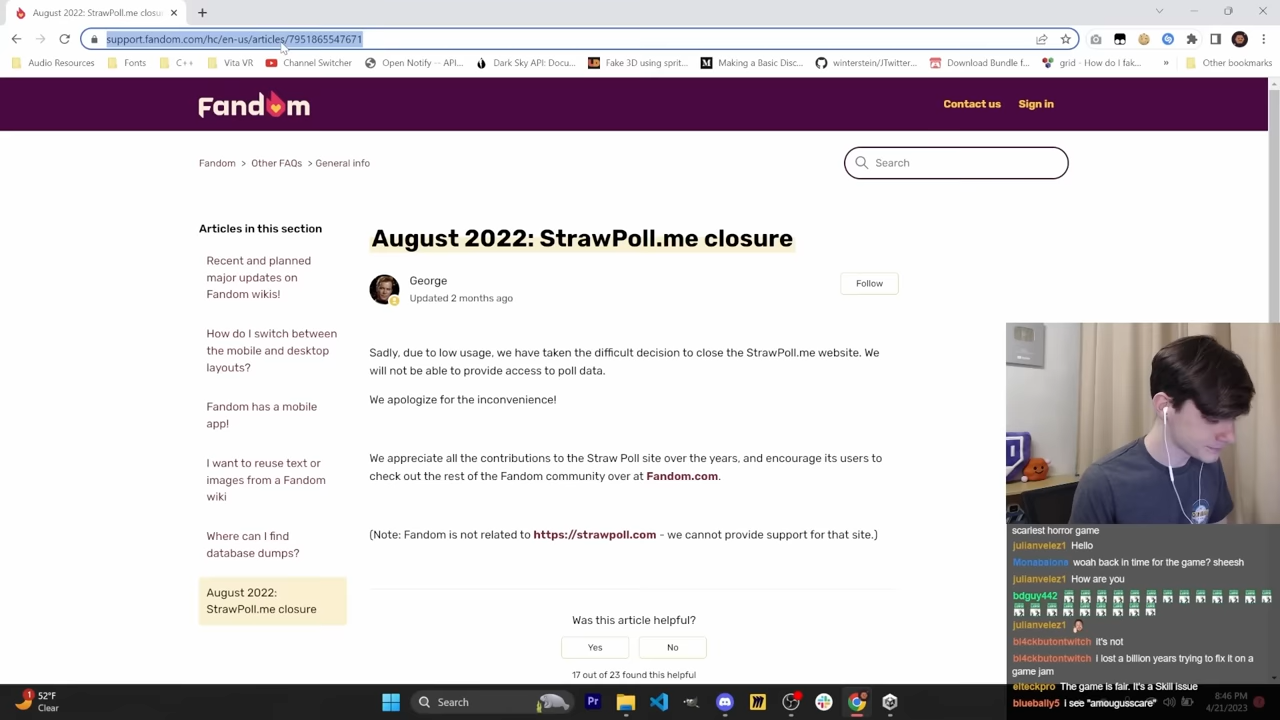 August 2022: StrawPoll.me closu
support.fandom.com/hc/en-us/articles/7951865547671
Audio Resources
Fonts
C++
Vita VR
Channel Switcher
Open Notify -- API...
Dark Sky API: Docu...
Fake 3D using sprit...
Making a Basic Disc...
winterstein/JTwitter...
Download Bundle f...
grid - How do I fak...
»
Other bookmarks
Fandom
Contact us
Sign in
Fandom > Other FAQs > General info
Search
Articles in this section
Recent and planned
major updates on
Fandom wikis!
How do I switch between
the mobile and desktop
layouts?
Fandom has a mobile
app!
I want to reuse text or
images from a Fandom
wiki
Where can I find
database dumps?
August 2022:
StrawPoll.me closure
August 2022: StrawPoll.me closure
George
Updated 2 months ago
Follow
Sadly, due to low usage, we have taken the difficult decision to close the StrawPoll.me website. We
will not be able to provide access to poll data.
We apologize for the inconvenience!
We appreciate all the contributions to the Straw Poll site over the years, and encourage its users to
check out the rest of the Fandom community over at Fandom.com.
(Note: Fandom is not related to https://strawpoll.com - we cannot provide support for that site.)
Was this article helpful?
Yes
No
17 out of 23 found this helpful
scariest horror game
julianvelez1 Hello
Monabalona woah back in time for the game? sheesh
julianvelez1 How are you
bdguy442
julianvelez1
bl4ckbutontwitch it's not
bl4ckbutontwitch I lost a billion years trying to fix it on a
game jam
elteckpro The game is fair. It's a Skill issue
bluebally5 I see "amougusscare"
1
52°F
Clear
Search
Pr
8:46 PM
4/21/2023